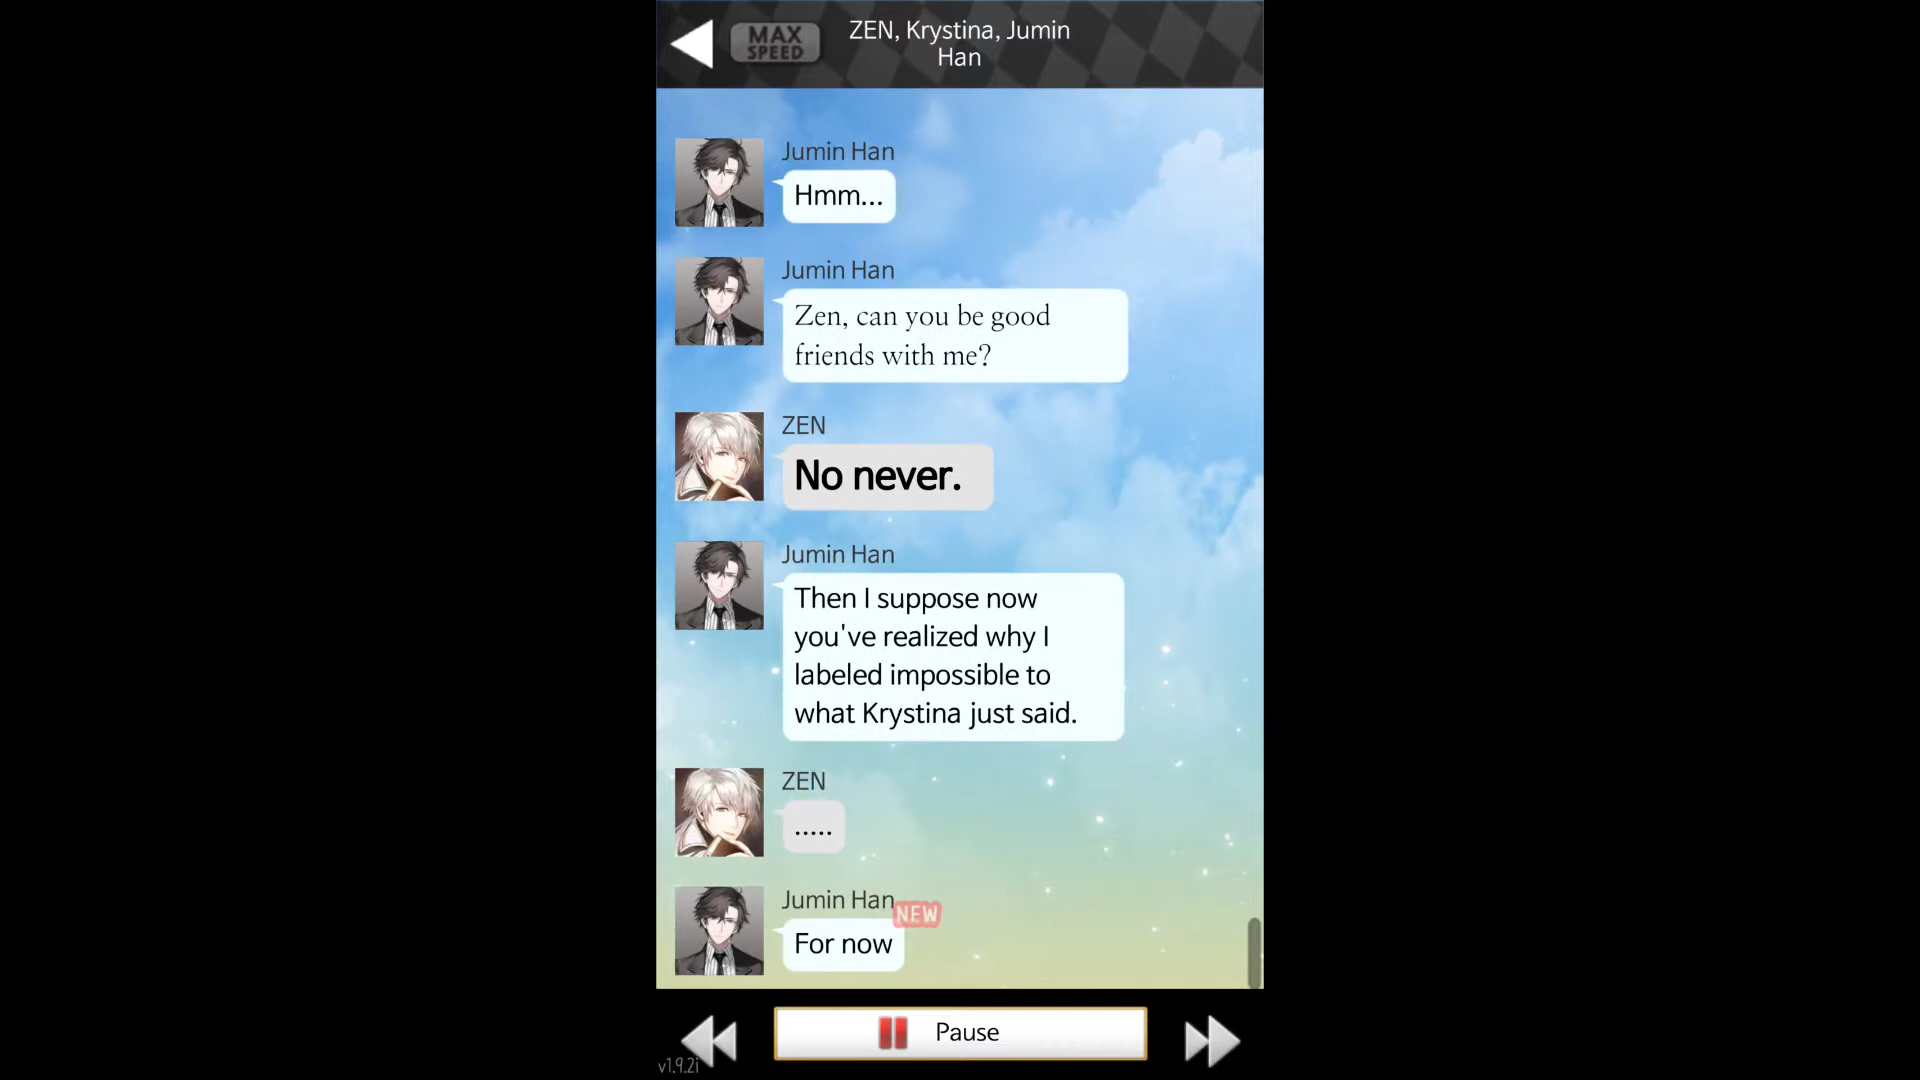 MAX
SPEED
ZEN, Krystina, Jumin
Han
Jumin Han
Hmm...
Jumin Han
Zen, can you be good
friends with me?
ZEN
No never.
Jumin Han
Then I suppose now
you've realized why I
labeled impossible to
what Krystina just said.
ZEN
.....
Jumin Han
NEW
For now
Pause
v1.9.2i